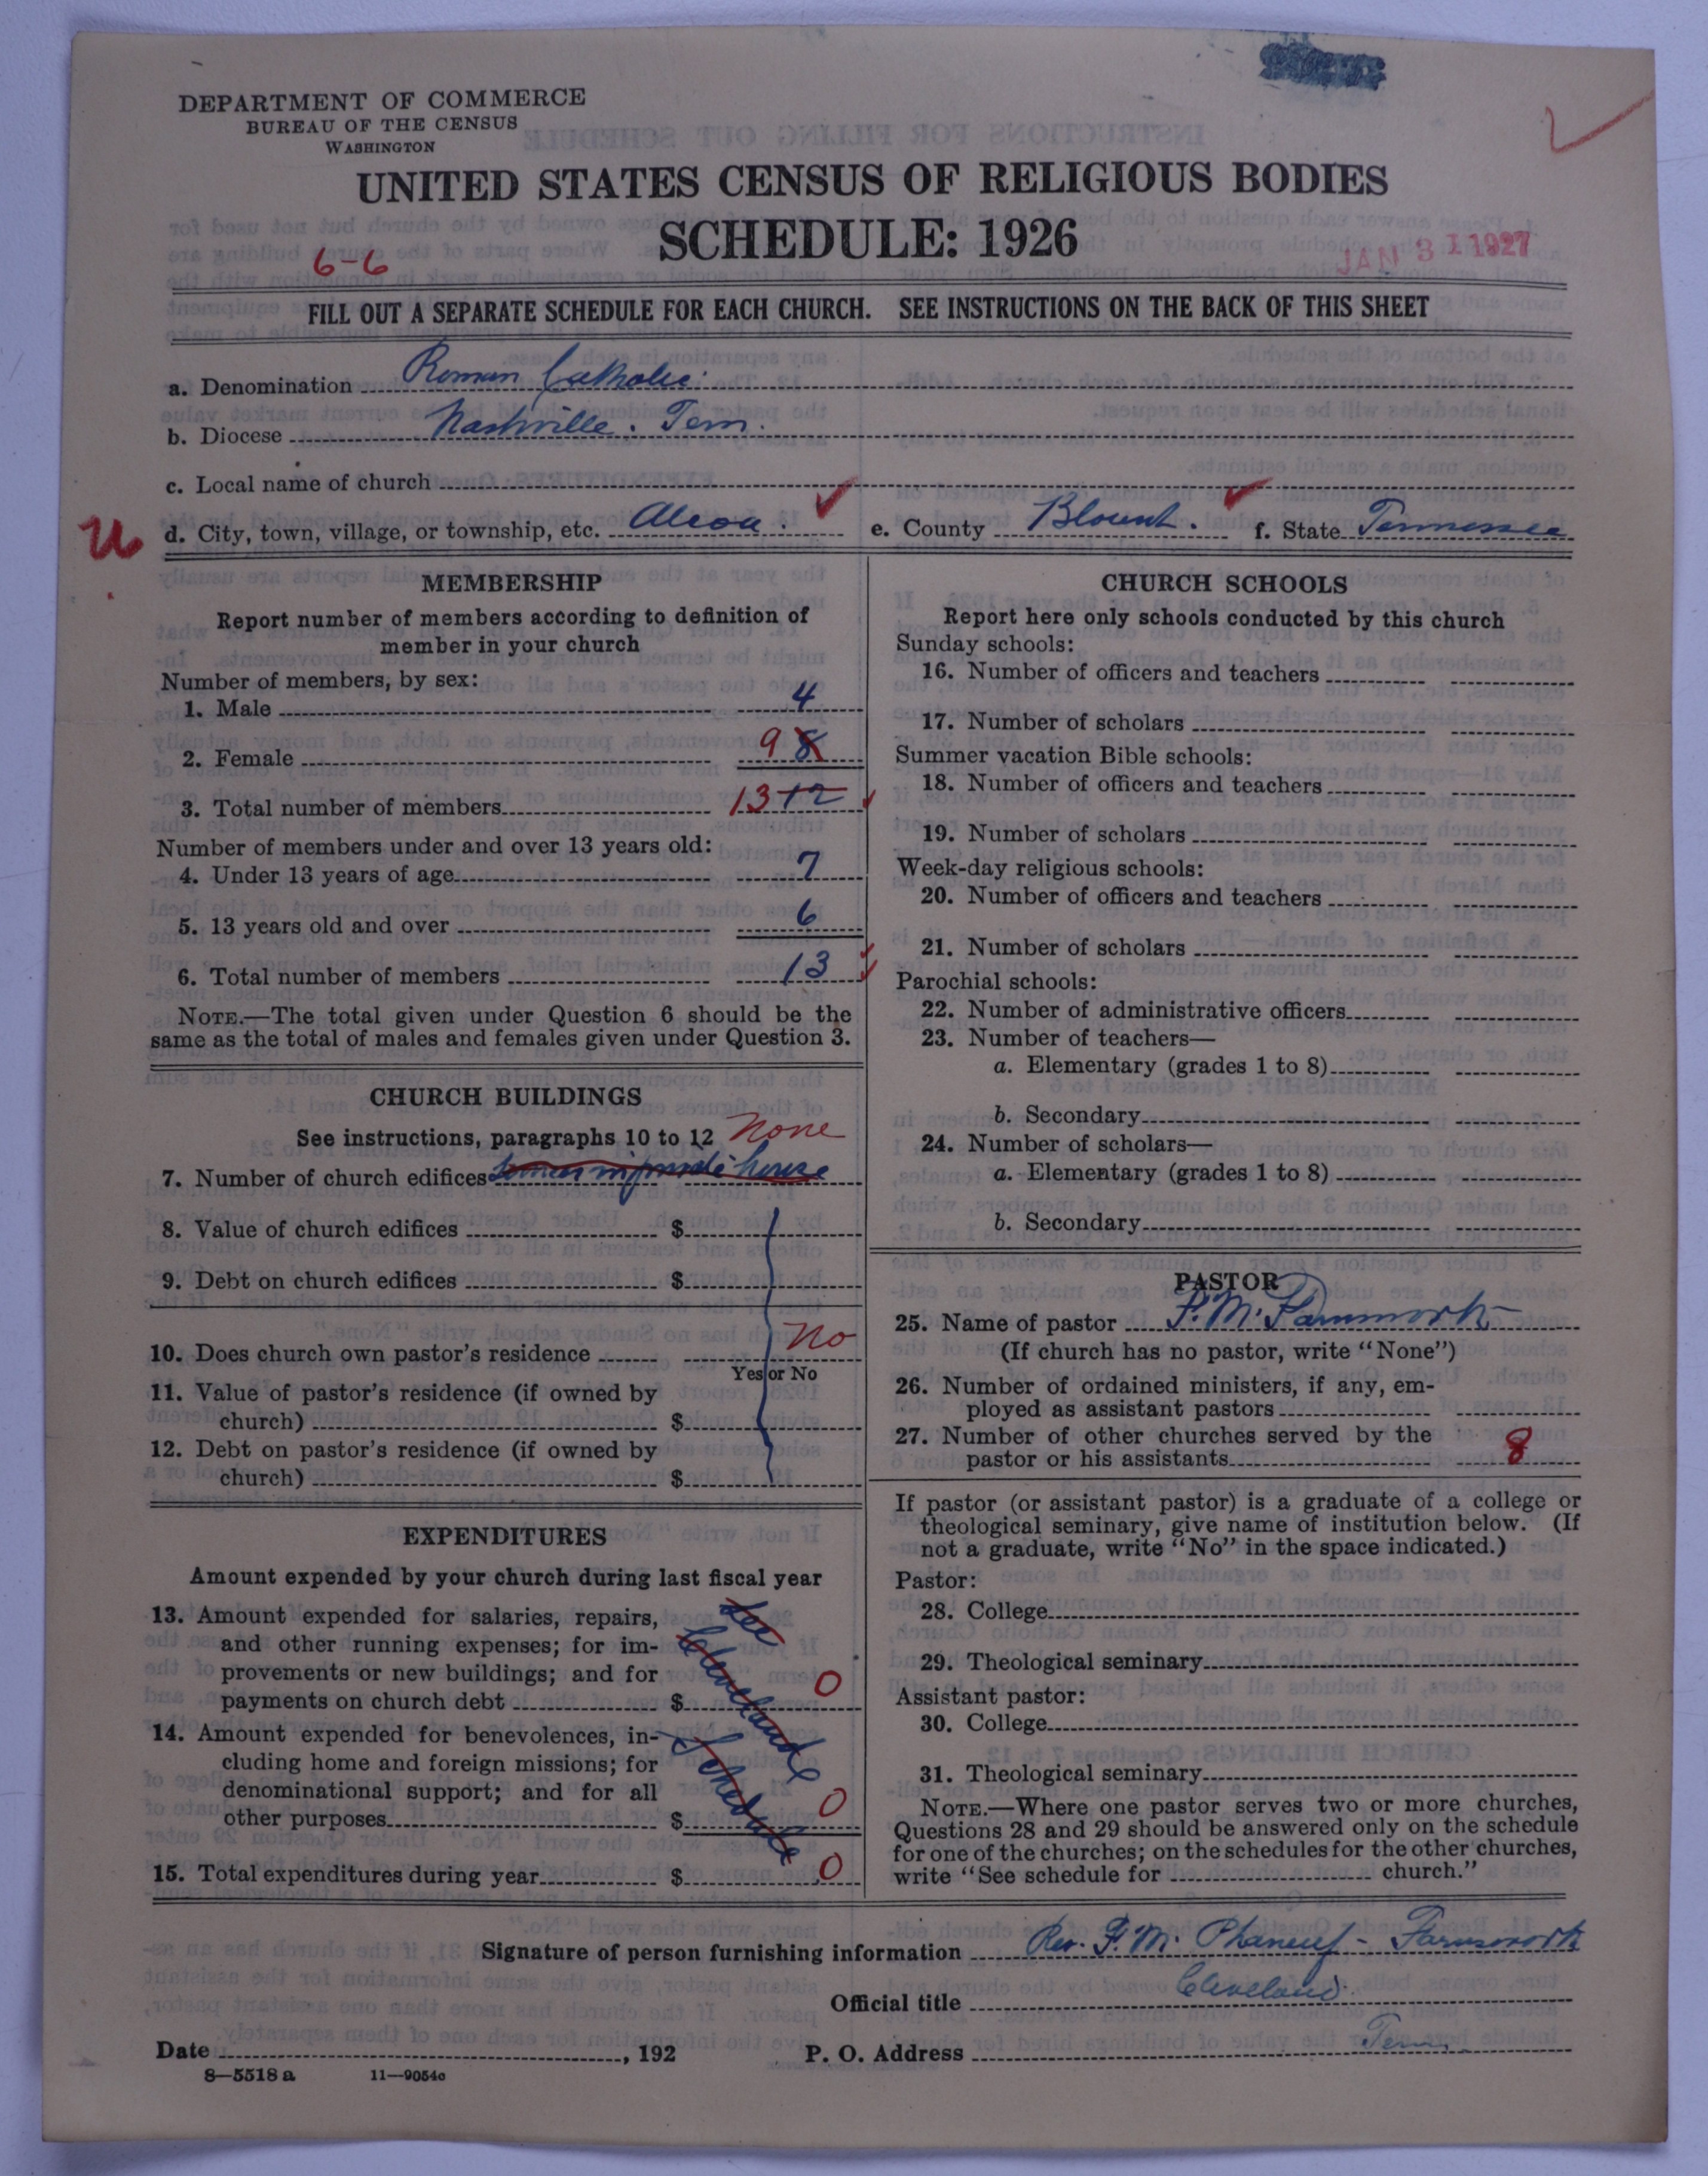 DEPARTMENT OF COMMERCE
BUREAU OF THE CENSUS
WASHINGTON
UNITED STATES CENSUS OF RELIGIOUS BODIES
SCHEDULE: 1926
6-6
JAN 31 1927
FILL OUT A SEPARATE SCHEDULE FOR EACH CHURCH. SEE INSTRUCTIONS ON THE BACK OF THIS SHEET
a. Denomination Roman Catholic.
b. Diocese Nashville. Tenn.
c. Local name of church
d. City, town, village, or township, etc. Alcoa. e. County Blount. f. State Tennessee
MEMBERSHIP
Report number of members according to definition of
member in your church
Number of members, by sex:
1. Male 4
2. Female 9 8
3. Total number of members 13 12
Number of members under and over 13 years old:
4. Under 13 years of age 7
5. 13 years old and over 6
6. Total number of members 13
NOTE.—The total given under Question 6 should be the
same as the total of males and females given under Question 3.
CHURCH BUILDINGS
See instructions, paragraphs 10 to 12 None
7. Number of church edifices house
8. Value of church edifices $
9. Debt on church edifices $
10. Does church own pastor's residence No
Yes or No
11. Value of pastor's residence (if owned by
church) $
12. Debt on pastor's residence (if owned by
church) $
EXPENDITURES
Amount expended by your church during last fiscal year
13. Amount expended for salaries, repairs,
and other running expenses; for im-
provements or new buildings; and for
payments on church debt $ 0
14. Amount expended for benevolences, in-
cluding home and foreign missions; for
denominational support; and for all
other purposes $ 0
15. Total expenditures during year $ 0
See
Cleveland
Schedule
CHURCH SCHOOLS
Report here only schools conducted by this church
Sunday schools:
16. Number of officers and teachers
17. Number of scholars
Summer vacation Bible schools:
18. Number of officers and teachers
19. Number of scholars
Week-day religious schools:
20. Number of officers and teachers
21. Number of scholars
Parochial schools:
22. Number of administrative officers
23. Number of teachers—
a. Elementary (grades 1 to 8)
b. Secondary
24. Number of scholars—
a. Elementary (grades 1 to 8)
b. Secondary
PASTOR
25. Name of pastor F. M. Farnsworth
(If church has no pastor, write "None")
26. Number of ordained ministers, if any, em-
ployed as assistant pastors
27. Number of other churches served by the
pastor or his assistants 8
If pastor (or assistant pastor) is a graduate of a college or
theological seminary, give name of institution below. (If
not a graduate, write "No" in the space indicated.)
Pastor:
28. College
29. Theological seminary
Assistant pastor:
30. College
31. Theological seminary
NOTE.—Where one pastor serves two or more churches,
Questions 28 and 29 should be answered only on the schedule
for one of the churches; on the schedules for the other churches,
write "See schedule for church."
Signature of person furnishing information Rev. F. M. Phaneuf - Farnsworth
Official title Cleveland.
Date , 192 P. O. Address Tenn.
8—5518 a 11—9054c